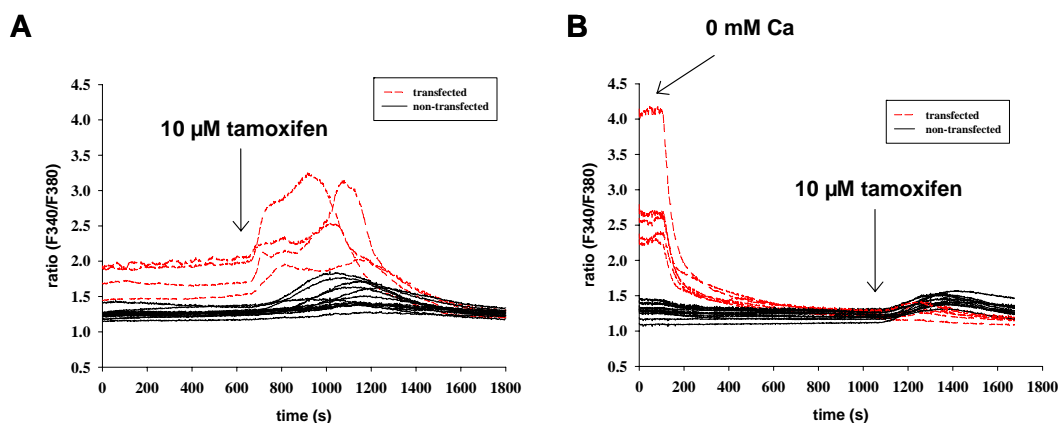 A
4.5
4.0
3.5
3.0
2.5
2.0
1.5
1.0
0.5
ratio (F340/F380)
10 µM tamoxifen
transfected
non-transfected
0
200
400
600
800
1000
1200
1400
1600
1800
time (s)
B
0 mM Ca
4.5
4.0
3.5
3.0
2.5
2.0
1.5
1.0
0.5
ratio (F340/F380)
transfected
non-transfected
10 µM tamoxifen
0
200
400
600
800
1000
1200
1400
1600
1800
time (s)